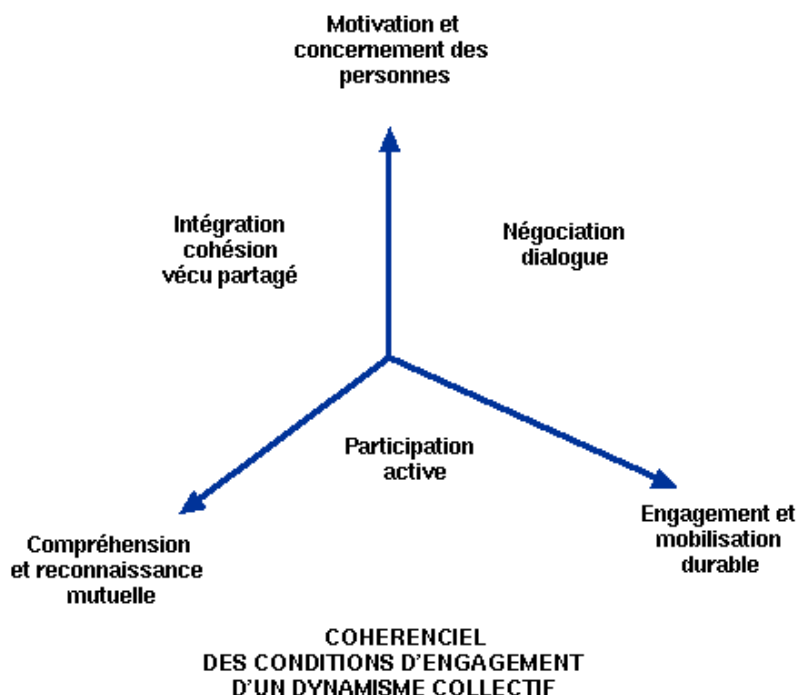 Motivation et
concernement des
personnes
Intégration
cohésion
vécu partagé
Négociation
dialogue
Participation
active
Compréhension
et reconnaissance
mutuelle
Engagement et
mobilisation
durable
COHERENCIEL
DES CONDITIONS D'ENGAGEMENT
D'UN DYNAMISME COLLECTIF